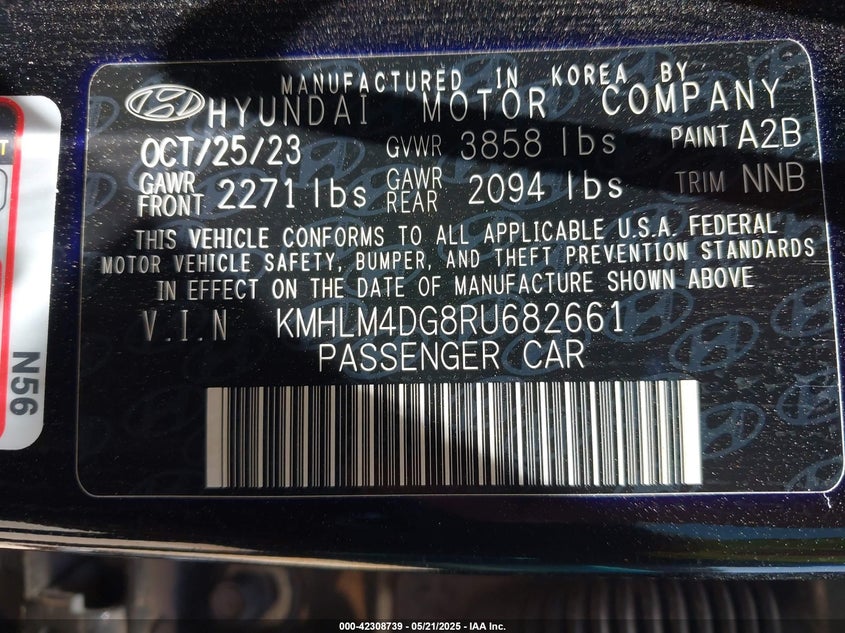 MANUFACTURED IN KOREA BY
HYUNDAI MOTOR COMPANY
OCT/25/23 GVWR 3858 lbs PAINT A2B
GAWR FRONT 2271 lbs GAWR REAR 2094 lbs TRIM NNB
THIS VEHICLE CONFORMS TO ALL APPLICABLE U.S.A. FEDERAL
MOTOR VEHICLE SAFETY, BUMPER, AND THEFT PREVENTION STANDARDS
IN EFFECT ON THE DATE OF MANUFACTURE SHOWN ABOVE
V.I.N KMHLM4DG8RU682661
PASSENGER CAR
N56
000-42308739 - 05/21/2025 - IAA Inc.